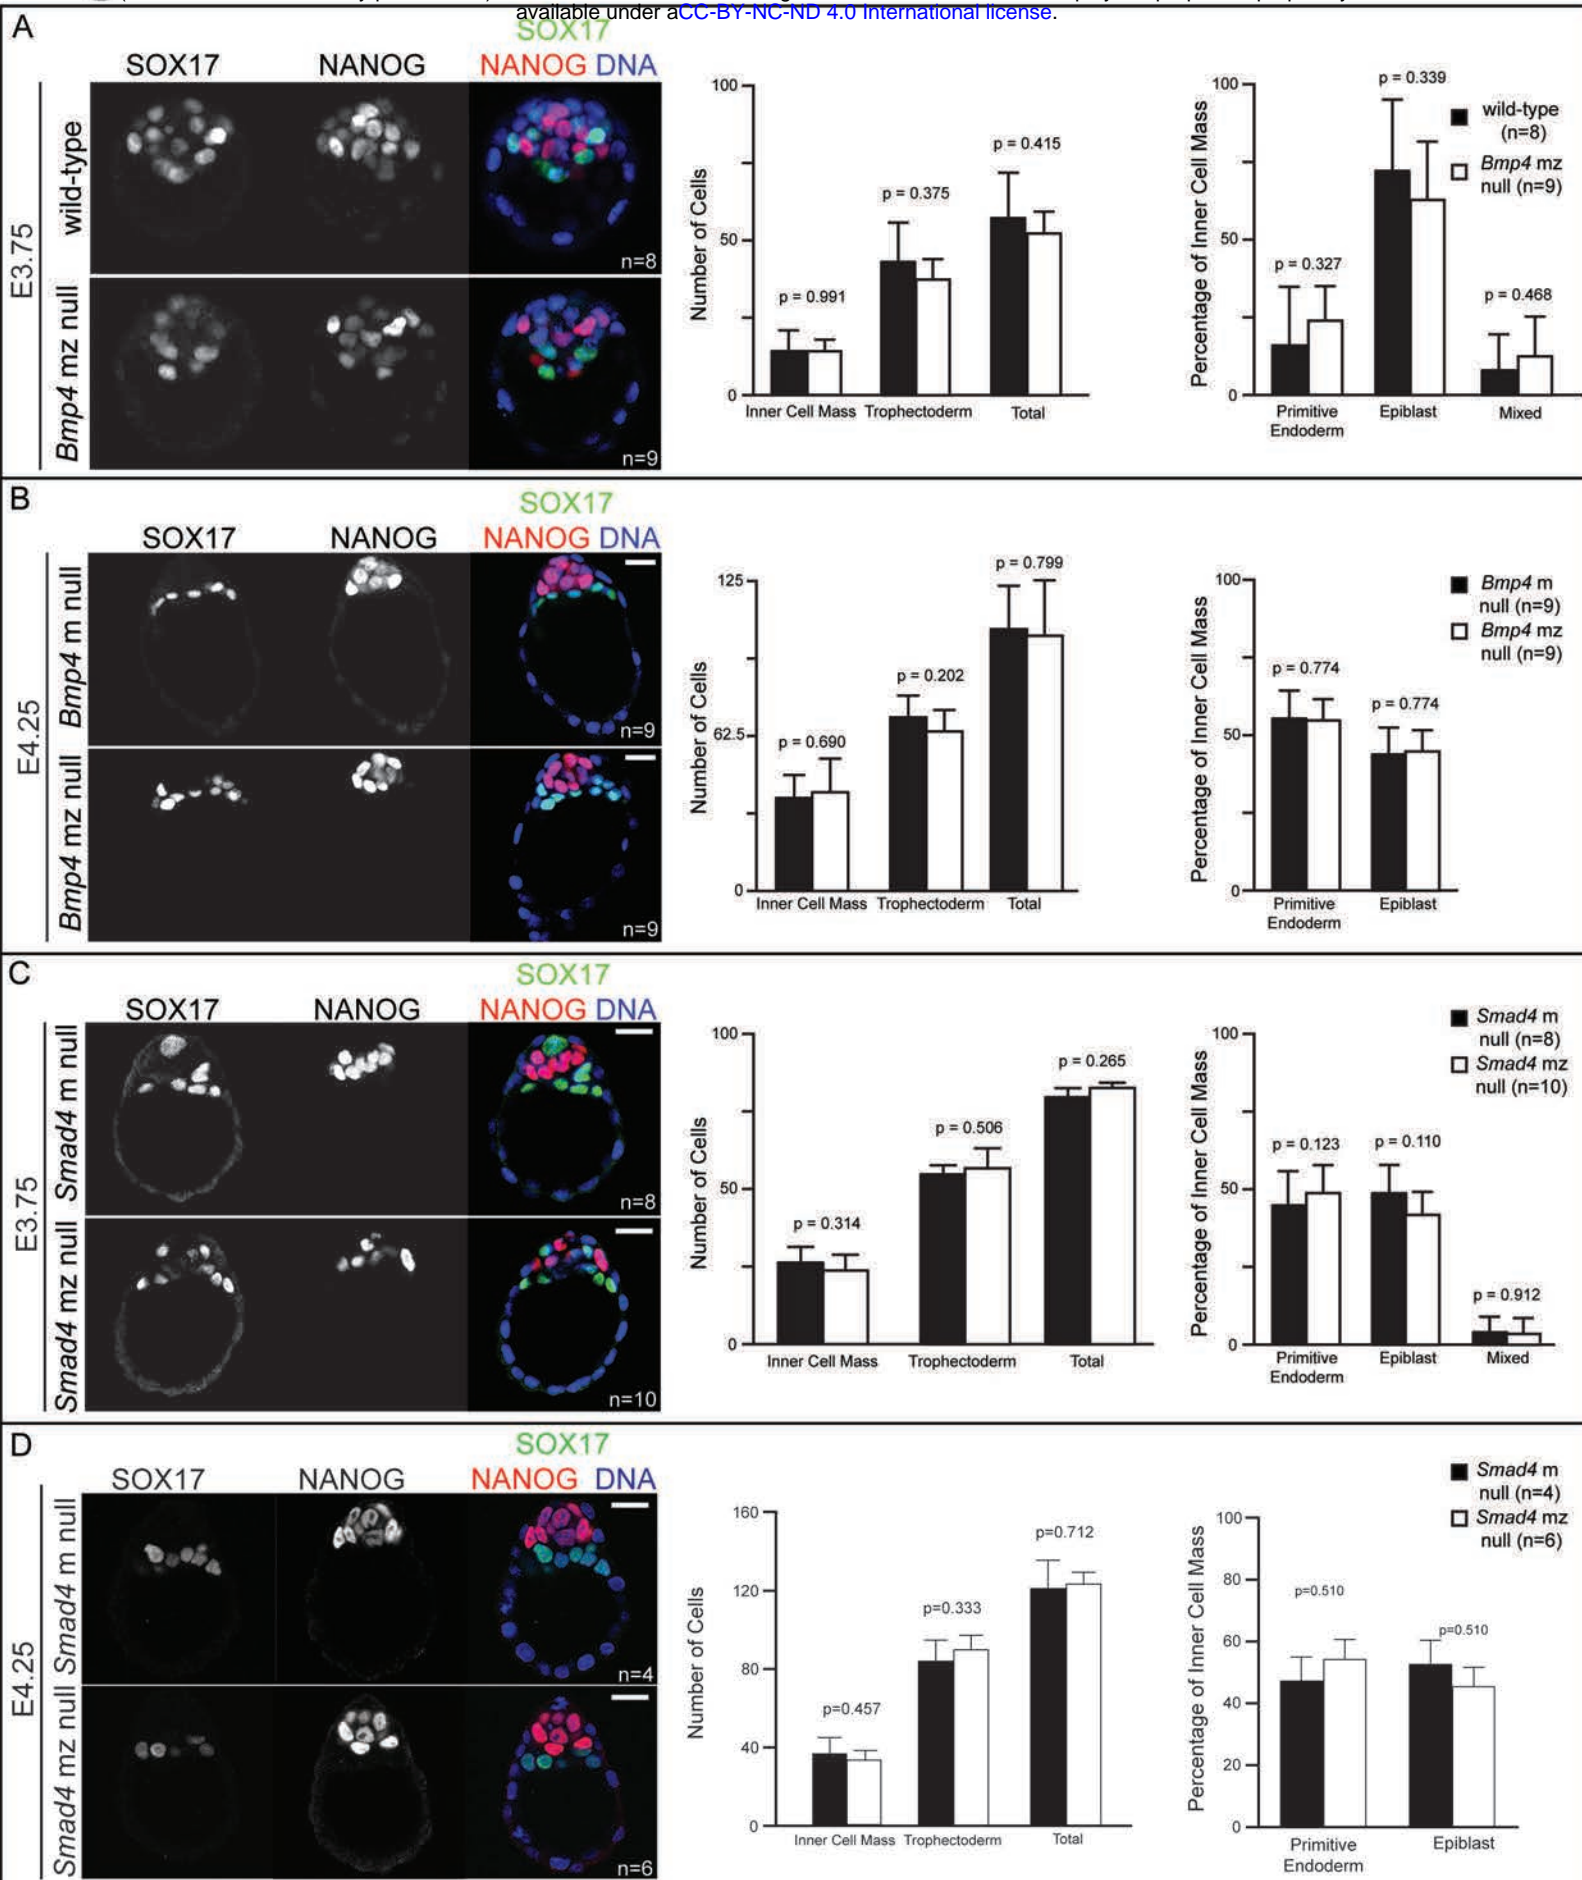 available under aCC-BY-NC-ND 4.0 International license.
A
SOX17
SOX17 NANOG NANOG DNA
E3.75
wild-type
n=8
Bmp4 mz null
n=9
Number of Cells
100
50
0
p = 0.991
p = 0.375
p = 0.415
Inner Cell Mass Trophectoderm Total
Percentage of Inner Cell Mass
100
50
0
p = 0.327
p = 0.339
p = 0.468
Primitive Endoderm
Epiblast
Mixed
wild-type
(n=8)
Bmp4 mz
null (n=9)
B
SOX17
SOX17 NANOG NANOG DNA
E4.25
Bmp4 m null
n=9
Bmp4 mz null
n=9
Number of Cells
125
62.5
0
p = 0.690
p = 0.202
p = 0.799
Inner Cell Mass Trophectoderm Total
Percentage of Inner Cell Mass
100
50
0
p = 0.774
p = 0.774
Primitive Endoderm
Epiblast
Bmp4 m
null (n=9)
Bmp4 mz
null (n=9)
C
SOX17
SOX17 NANOG NANOG DNA
E3.75
Smad4 m null
n=8
Smad4 mz null
n=10
Number of Cells
100
50
0
p = 0.314
p = 0.506
p = 0.265
Inner Cell Mass Trophectoderm Total
Percentage of Inner Cell Mass
100
50
0
p = 0.123
p = 0.110
p = 0.912
Primitive Endoderm
Epiblast
Mixed
Smad4 m
null (n=8)
Smad4 mz
null (n=10)
D
SOX17
SOX17 NANOG NANOG DNA
E4.25
Smad4 m null
n=4
Smad4 mz null
n=6
Number of Cells
160
120
80
40
0
p=0.457
p=0.333
p=0.712
Inner Cell Mass Trophectoderm Total
Percentage of Inner Cell Mass
100
80
60
40
20
0
p=0.510
p=0.510
Primitive Endoderm
Epiblast
Smad4 m
null (n=4)
Smad4 mz
null (n=6)